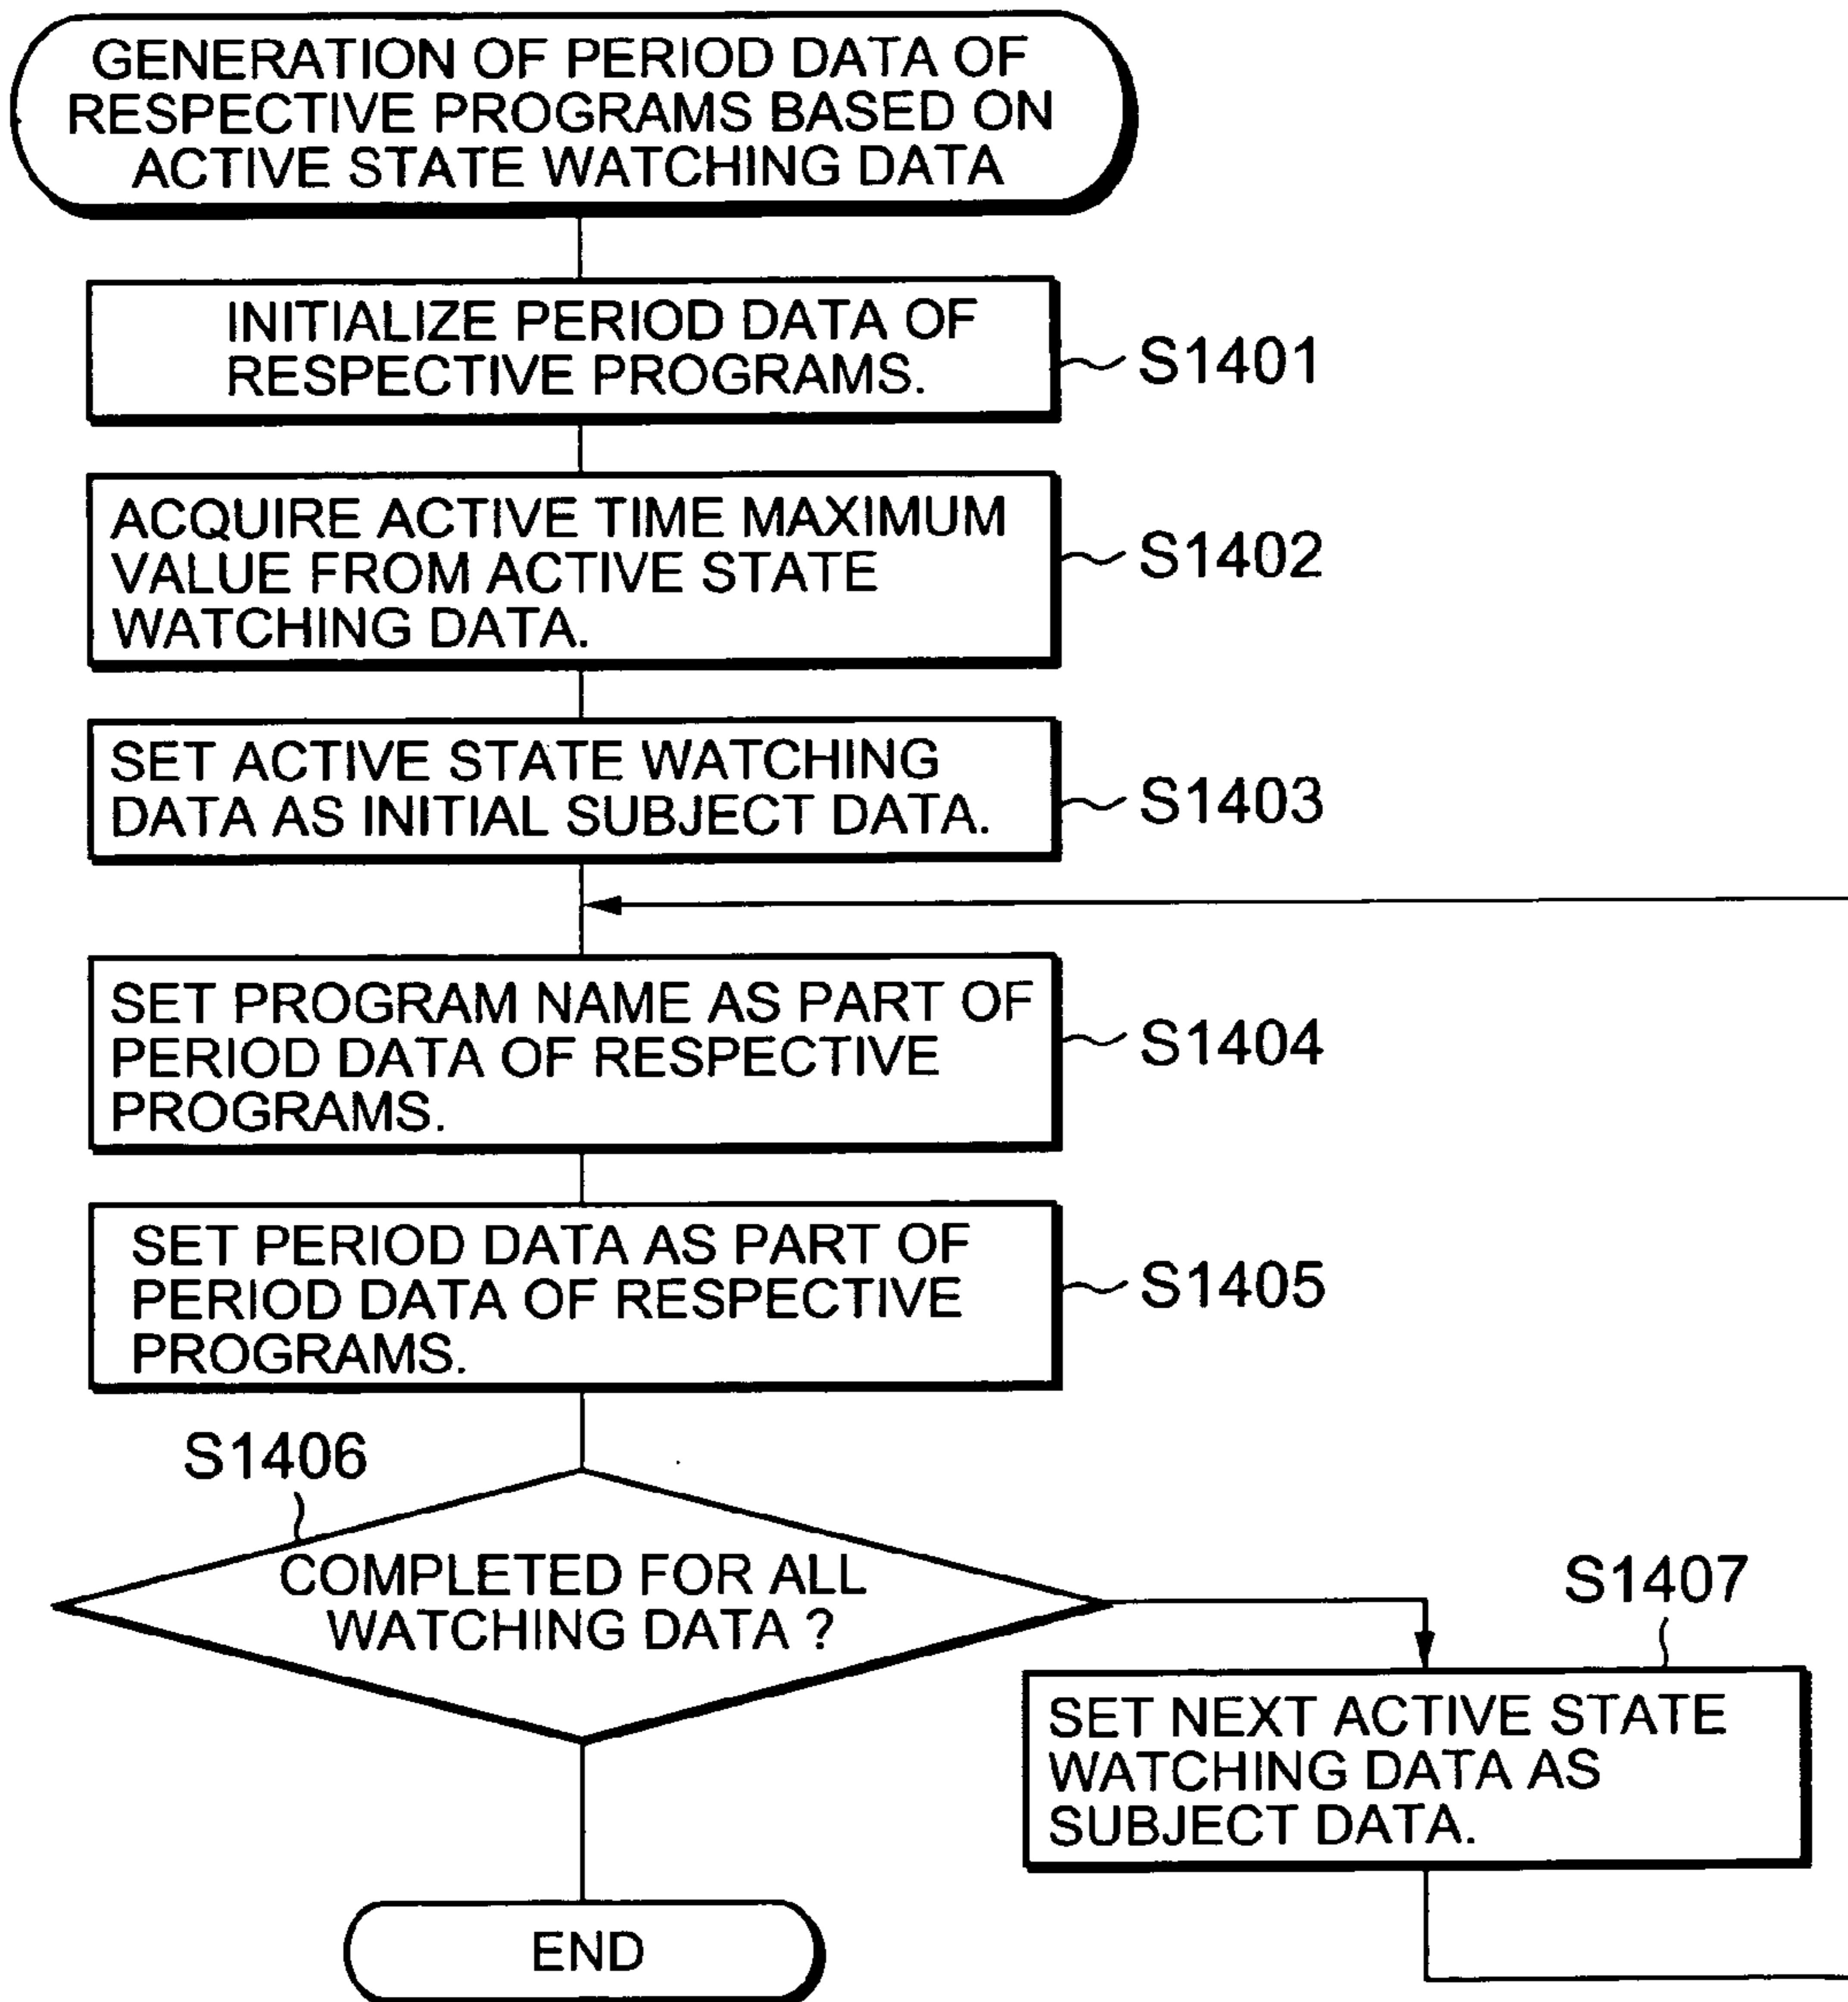 GENERATION OF PERIOD DATA OF
RESPECTIVE PROGRAMS BASED ON
ACTIVE STATE WATCHING DATA
INITIALIZE PERIOD DATA OF
RESPECTIVE PROGRAMS.
S1401
ACQUIRE ACTIVE TIME MAXIMUM
VALUE FROM ACTIVE STATE
WATCHING DATA.
S1402
SET ACTIVE STATE WATCHING
DATA AS INITIAL SUBJECT DATA.
S1403
SET PROGRAM NAME AS PART OF
PERIOD DATA OF RESPECTIVE
PROGRAMS.
S1404
SET PERIOD DATA AS PART OF
PERIOD DATA OF RESPECTIVE
PROGRAMS.
S1405
S1406
COMPLETED FOR ALL
WATCHING DATA ?
S1407
SET NEXT ACTIVE STATE
WATCHING DATA AS
SUBJECT DATA.
END